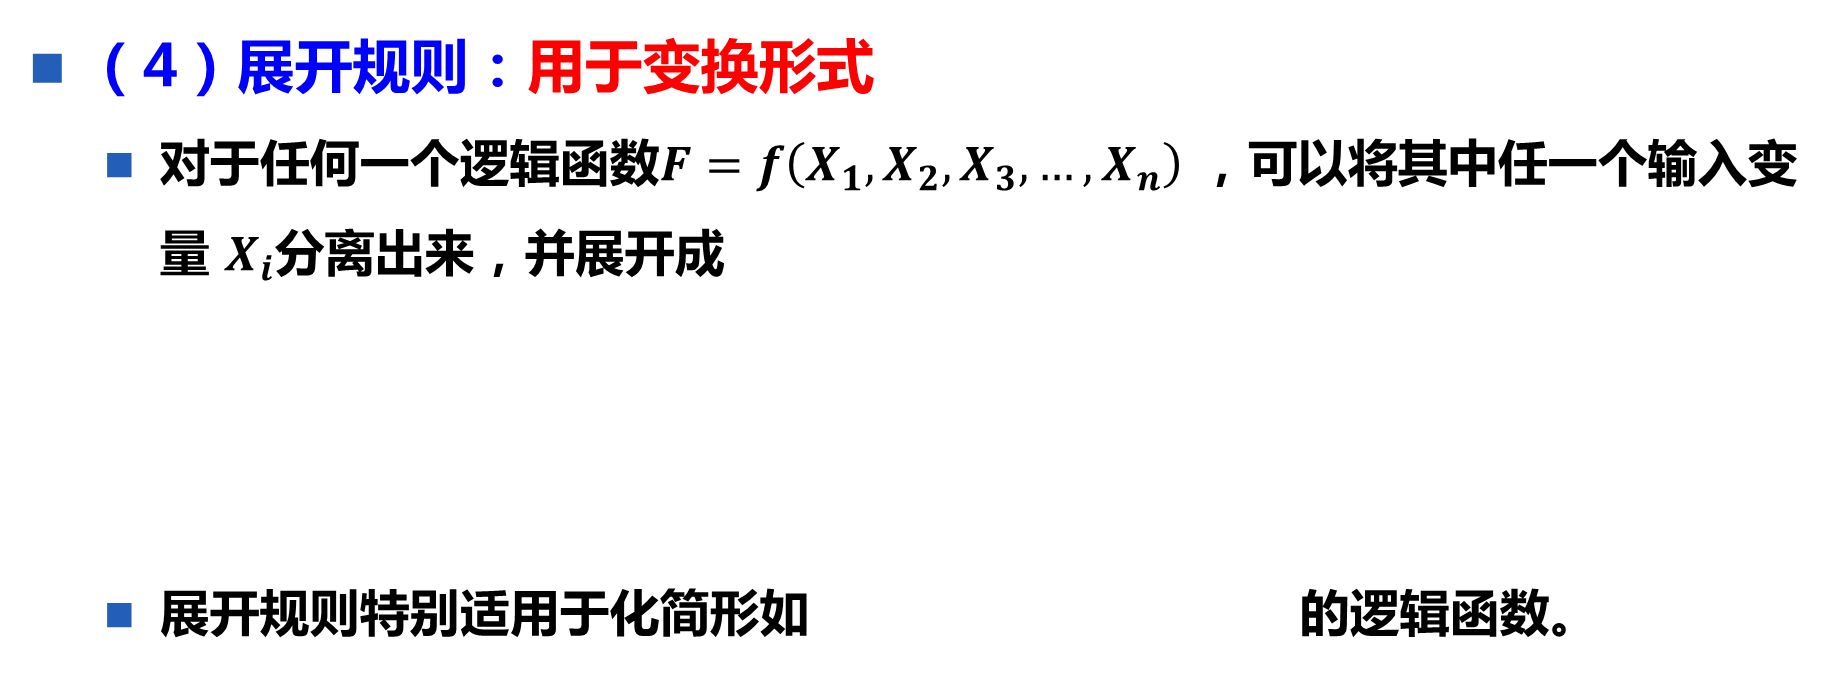 （4）展开规则：用于变换形式
对于任何一个逻辑函数F = f(X₁, X₂, X₃, … , Xₙ) ，可以将其中任一个输入变
量 Xᵢ分离出来，并展开成
展开规则特别适用于化简形如 的逻辑函数。